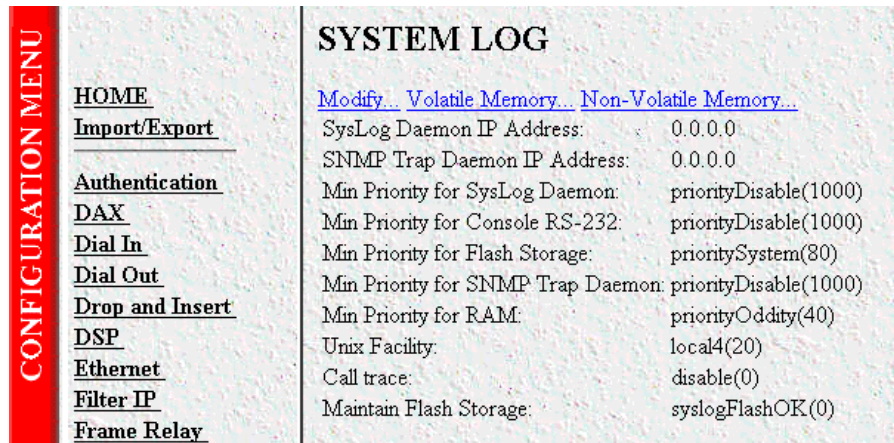 CONFIGURATION MENU
HOME
Import/Export
Authentication
DAX
Dial In
Dial Out
Drop and Insert
DSP
Ethernet
Filter IP
Frame Relay
SYSTEM LOG
Modify... Volatile Memory... Non-Volatile Memory...
SysLog Daemon IP Address: 0.0.0.0
SNMP Trap Daemon IP Address: 0.0.0.0
Min Priority for SysLog Daemon: priorityDisable(1000)
Min Priority for Console RS-232: priorityDisable(1000)
Min Priority for Flash Storage: prioritySystem(80)
Min Priority for SNMP Trap Daemon: priorityDisable(1000)
Min Priority for RAM: priorityOddity(40)
Unix Facility: local4(20)
Call trace: disable(0)
Maintain Flash Storage: syslogFlashOK(0)